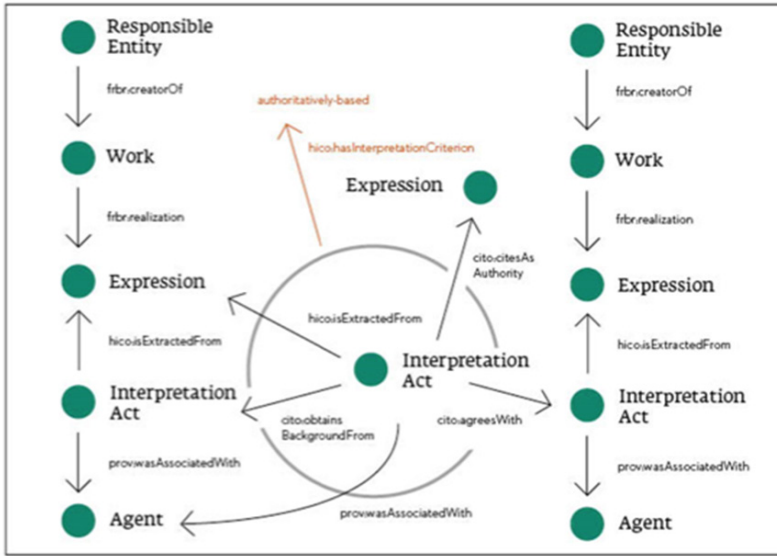 Responsible
Entity
frbr:creatorOf
Work
frbr:realization
Expression
hico:isExtractedFrom
Interpretation
Act
prov:wasAssociatedWith
Agent
authoritatively-based
hico:hasInterpretationCriterion
Expression
cito:citesAs
Authority
hico:isExtractedFrom
Interpretation
Act
cito:obtains
BackgroundFrom
cito:agreesWith
prov:wasAssociatedWith
Responsible
Entity
frbr:creatorOf
Work
frbr:realization
Expression
hico:isExtractedFrom
Interpretation
Act
prov:wasAssociatedWith
Agent